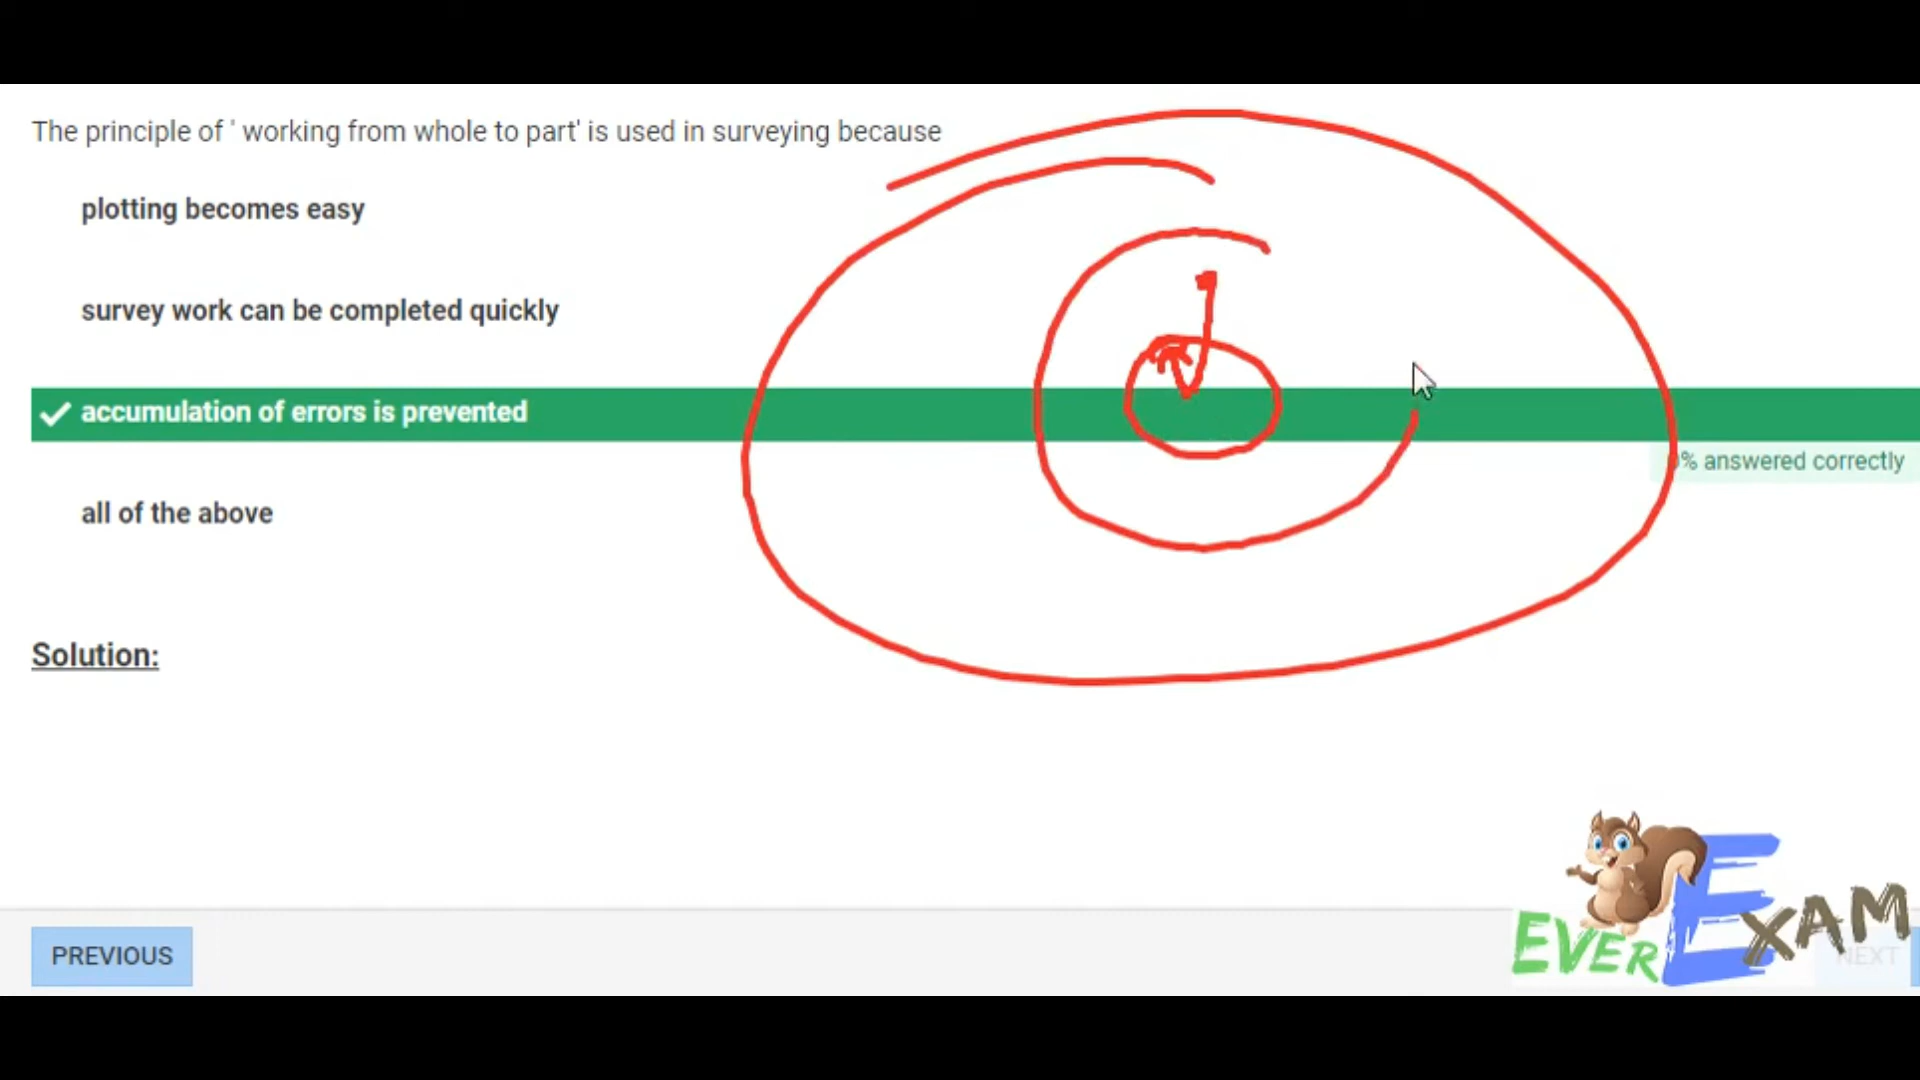 The principle of ' working from whole to part' is used in surveying because
plotting becomes easy
survey work can be completed quickly
accumulation of errors is prevented
% answered correctly
all of the above
Solution:
PREVIOUS
EVER EXAM
NEXT